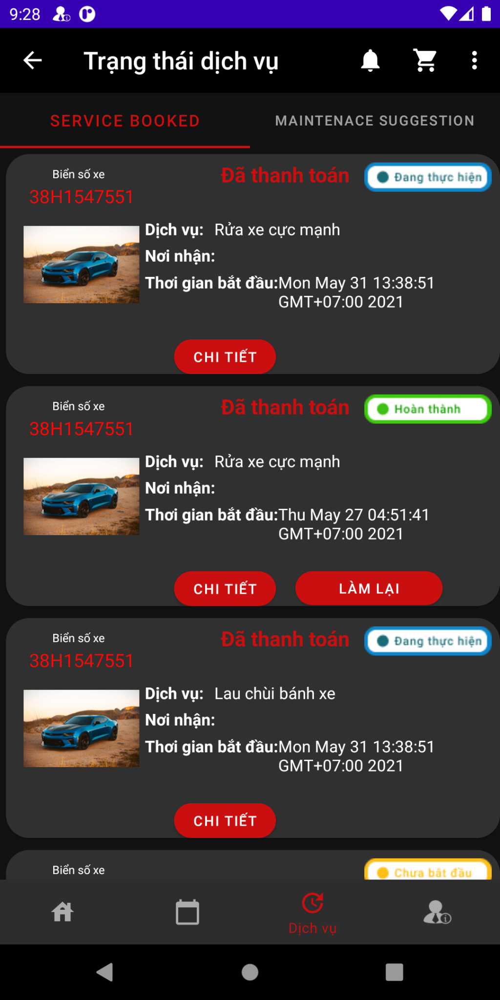 9:28
Trạng thái dịch vụ
SERVICE BOOKED
MAINTENACE SUGGESTION
Biển số xe
Đã thanh toán
Đang thực hiện
38H1547551
Dịch vụ: Rửa xe cực mạnh
Nơi nhận:
Thơi gian bắt đầu:Mon May 31 13:38:51
GMT+07:00 2021
CHI TIẾT
Biển số xe
Đã thanh toán
Hoàn thành
38H1547551
Dịch vụ: Rửa xe cực mạnh
Nơi nhận:
Thơi gian bắt đầu:Thu May 27 04:51:41
GMT+07:00 2021
CHI TIẾT
LÀM LẠI
Biển số xe
Đã thanh toán
Đang thực hiện
38H1547551
Dịch vụ: Lau chùi bánh xe
Nơi nhận:
Thơi gian bắt đầu:Mon May 31 13:38:51
GMT+07:00 2021
CHI TIẾT
Biển số xe
Chưa bắt đầu
Dịch vụ